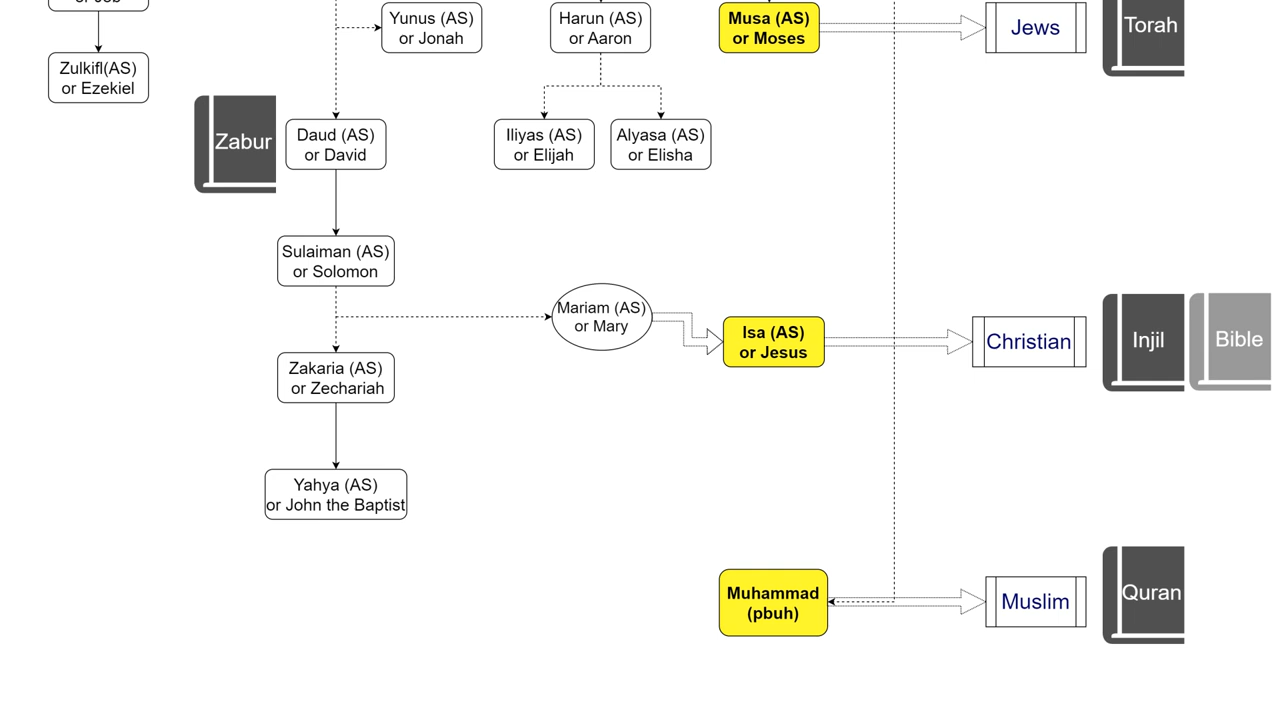 or Job
Yunus (AS)
or Jonah
Harun (AS)
or Aaron
Musa (AS)
or Moses
Jews
Torah
Zulkifl(AS)
or Ezekiel
Zabur
Daud (AS)
or David
Iliyas (AS)
or Elijah
Alyasa (AS)
or Elisha
Sulaiman (AS)
or Solomon
Mariam (AS)
or Mary
Isa (AS)
or Jesus
Christian
Injil
Bible
Zakaria (AS)
or Zechariah
Yahya (AS)
or John the Baptist
Muhammad
(pbuh)
Muslim
Quran